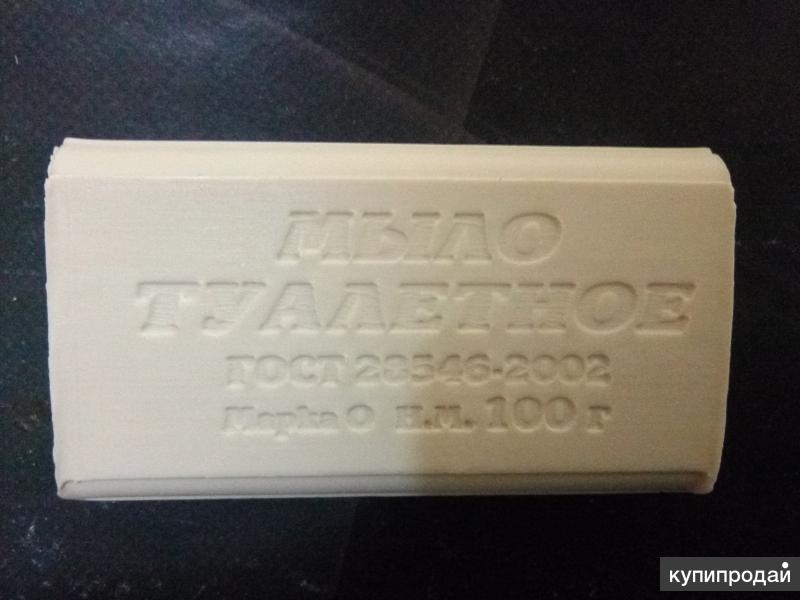 МЫЛО
ТУАЛЕТНОЕ
ГОСТ 28546-2002
Марка О н.м. 100 г
купипродай